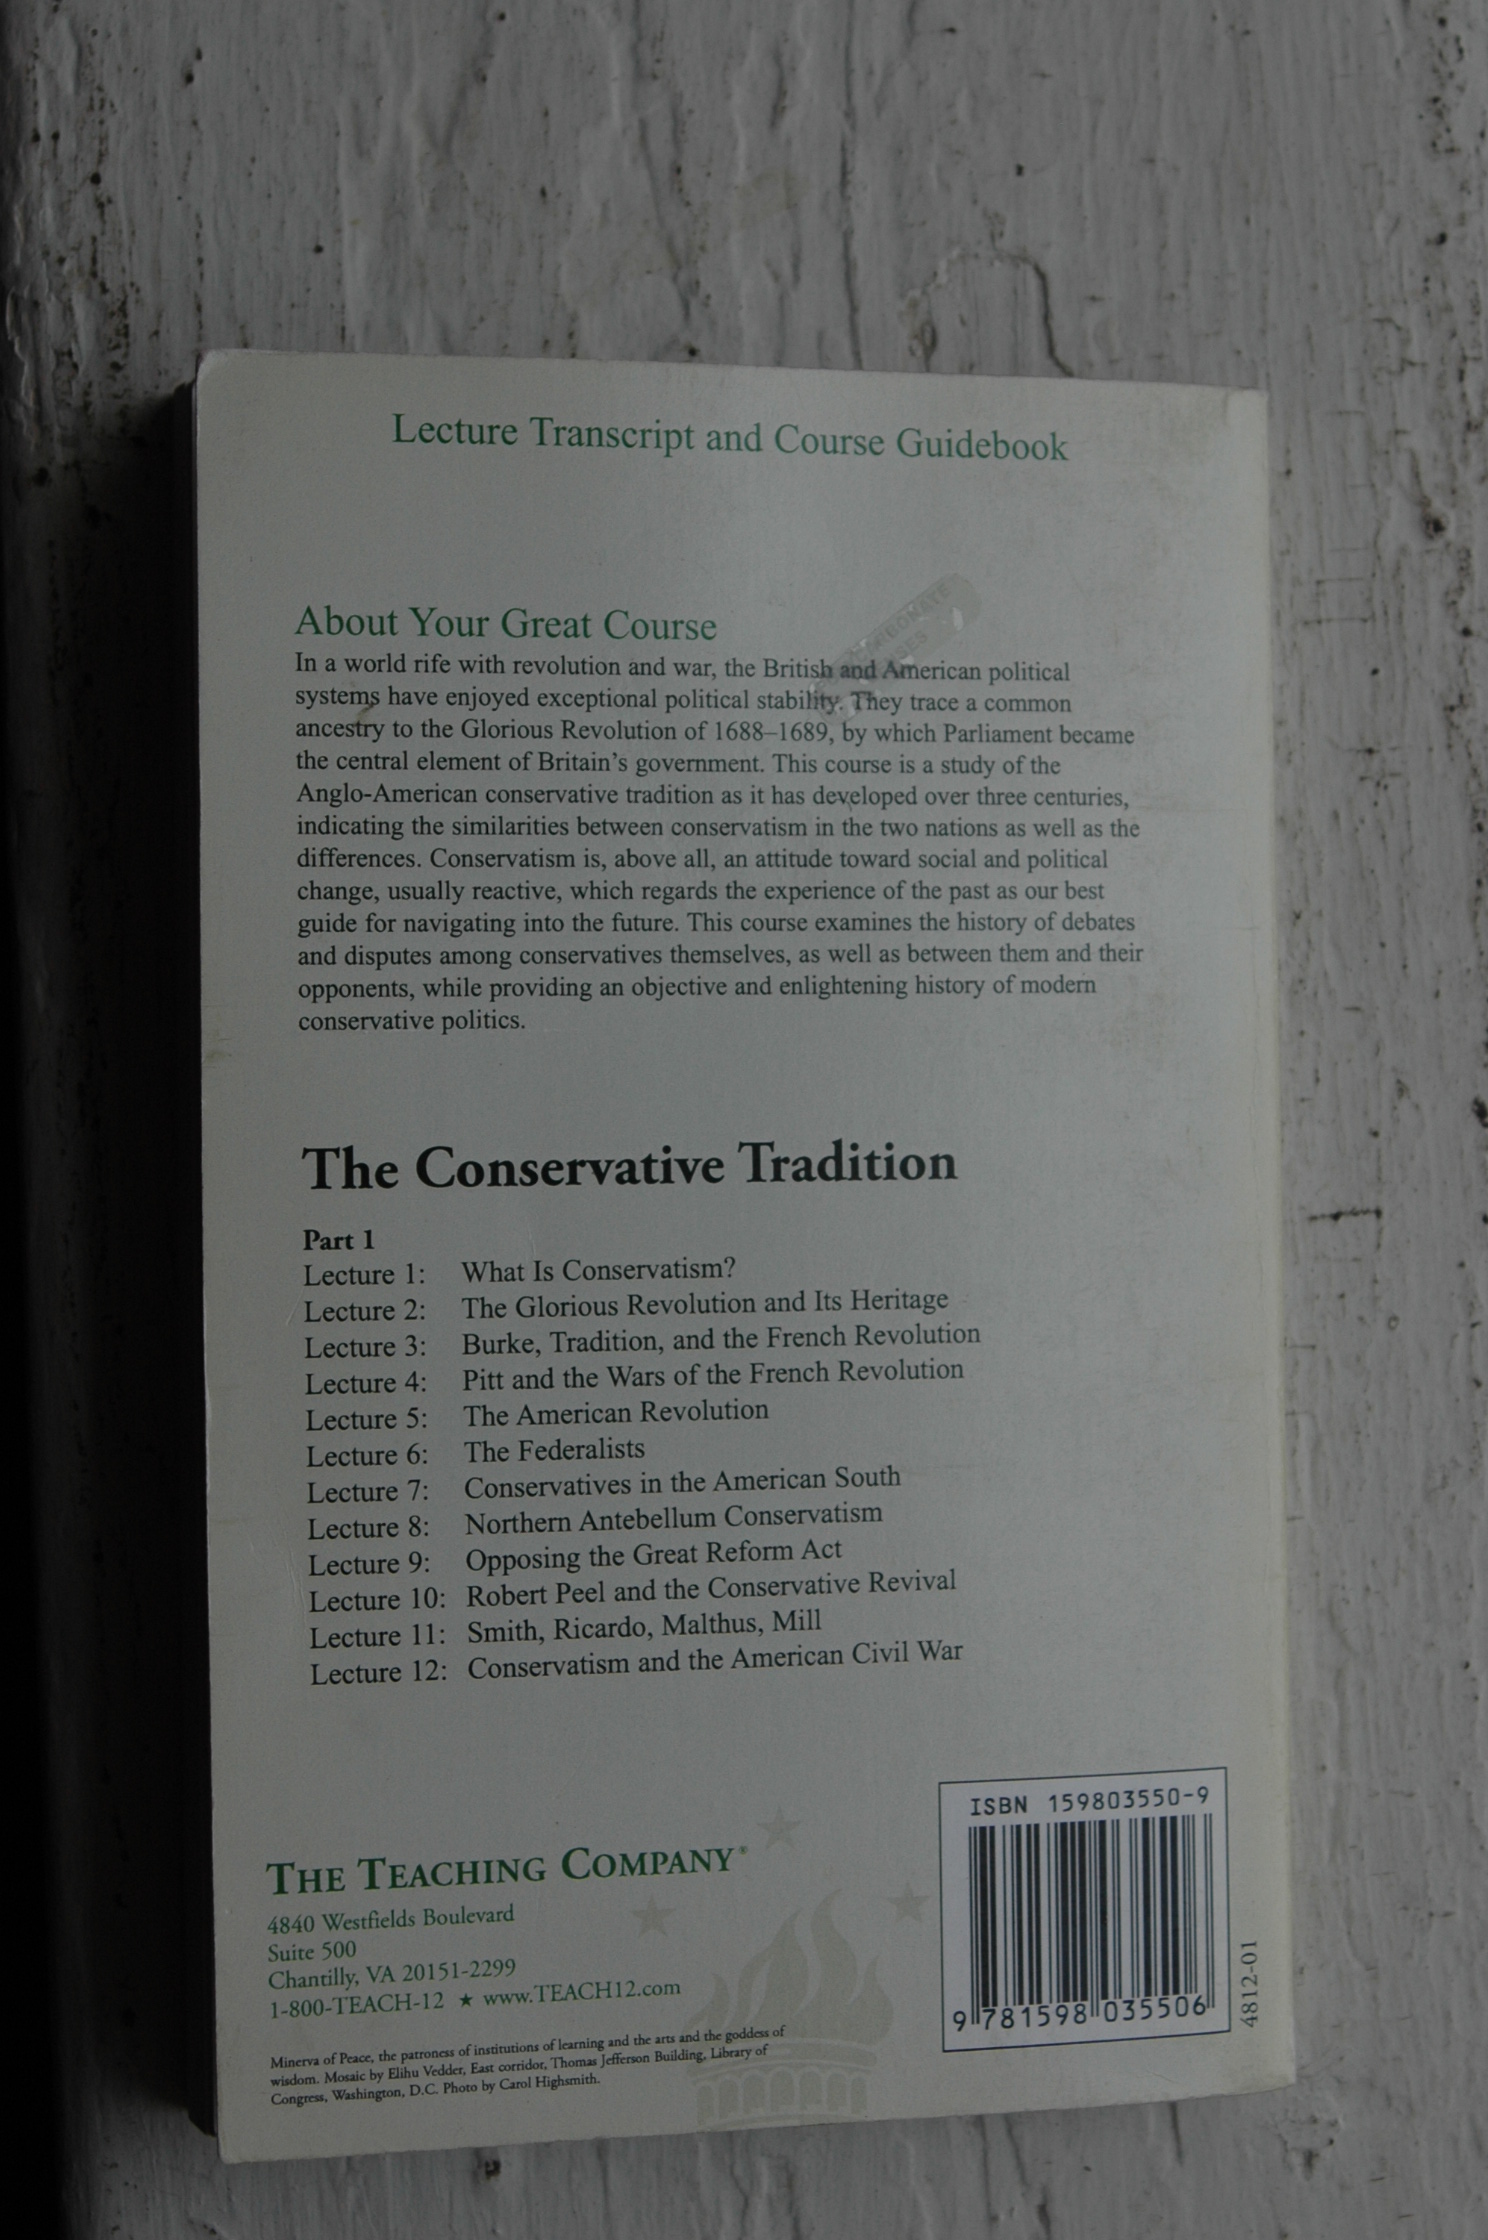 Lecture Transcript and Course Guidebook
About Your Great Course
In a world rife with revolution and war, the British and American political
systems have enjoyed exceptional political stability. They trace a common
ancestry to the Glorious Revolution of 1688–1689, by which Parliament became
the central element of Britain's government. This course is a study of the
Anglo-American conservative tradition as it has developed over three centuries,
indicating the similarities between conservatism in the two nations as well as the
differences. Conservatism is, above all, an attitude toward social and political
change, usually reactive, which regards the experience of the past as our best
guide for navigating into the future. This course examines the history of debates
and disputes among conservatives themselves, as well as between them and their
opponents, while providing an objective and enlightening history of modern
conservative politics.
The Conservative Tradition
Part 1
Lecture 1: What Is Conservatism?
Lecture 2: The Glorious Revolution and Its Heritage
Lecture 3: Burke, Tradition, and the French Revolution
Lecture 4: Pitt and the Wars of the French Revolution
Lecture 5: The American Revolution
Lecture 6: The Federalists
Lecture 7: Conservatives in the American South
Lecture 8: Northern Antebellum Conservatism
Lecture 9: Opposing the Great Reform Act
Lecture 10: Robert Peel and the Conservative Revival
Lecture 11: Smith, Ricardo, Malthus, Mill
Lecture 12: Conservatism and the American Civil War
THE TEACHING COMPANY®
4840 Westfields Boulevard
Suite 500
Chantilly, VA 20151-2299
1-800-TEACH-12 ★ www.TEACH12.com
Minerva of Peace, the patroness of institutions of learning and the arts and the goddess of
wisdom. Mosaic by Elihu Vedder, East corridor, Thomas Jefferson Building, Library of
Congress, Washington, D.C. Photo by Carol Highsmith.
ISBN 159803550-9
9 781598 035506
4812-01